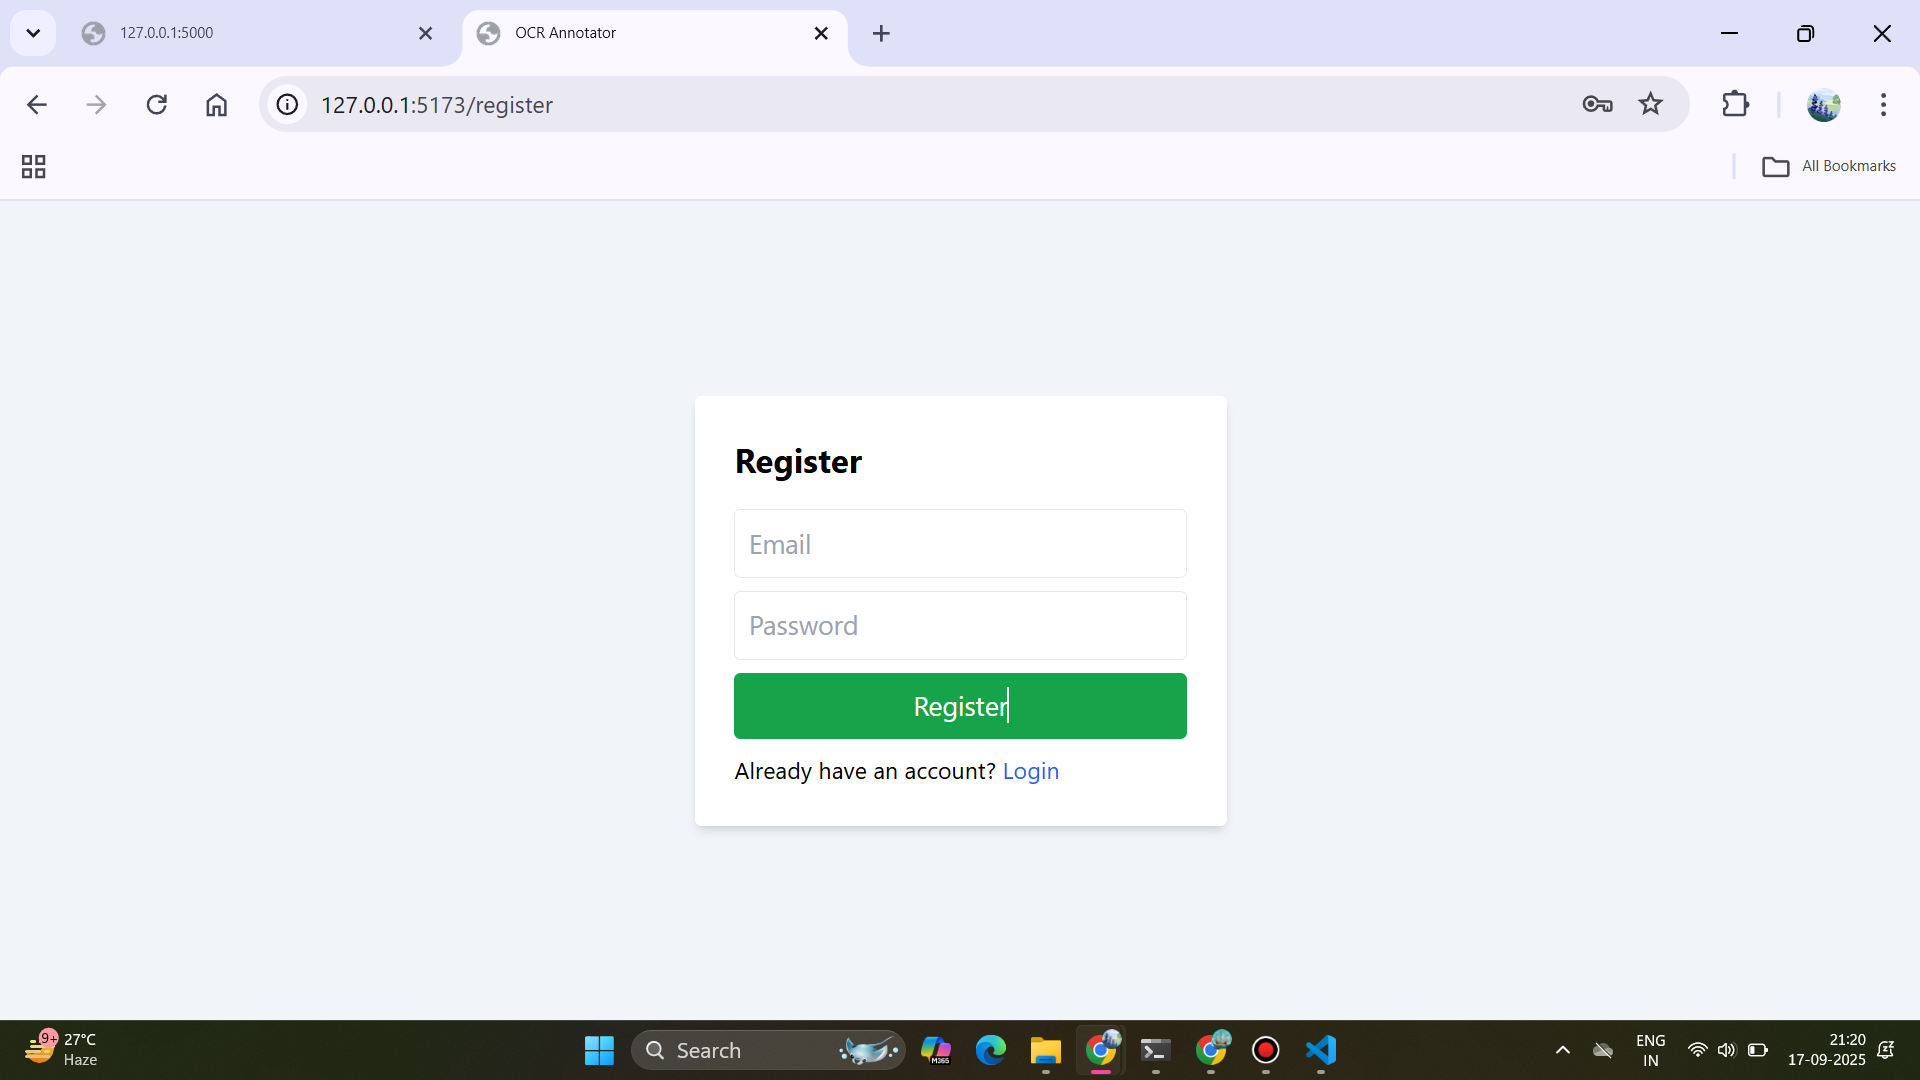 127.0.0.1:5000
OCR Annotator
127.0.0.1:5173/register
All Bookmarks
Register
Email
Password
Register
Already have an account? Login
9+
27°C
Haze
Search
M365
ENG
IN
21:20
17-09-2025